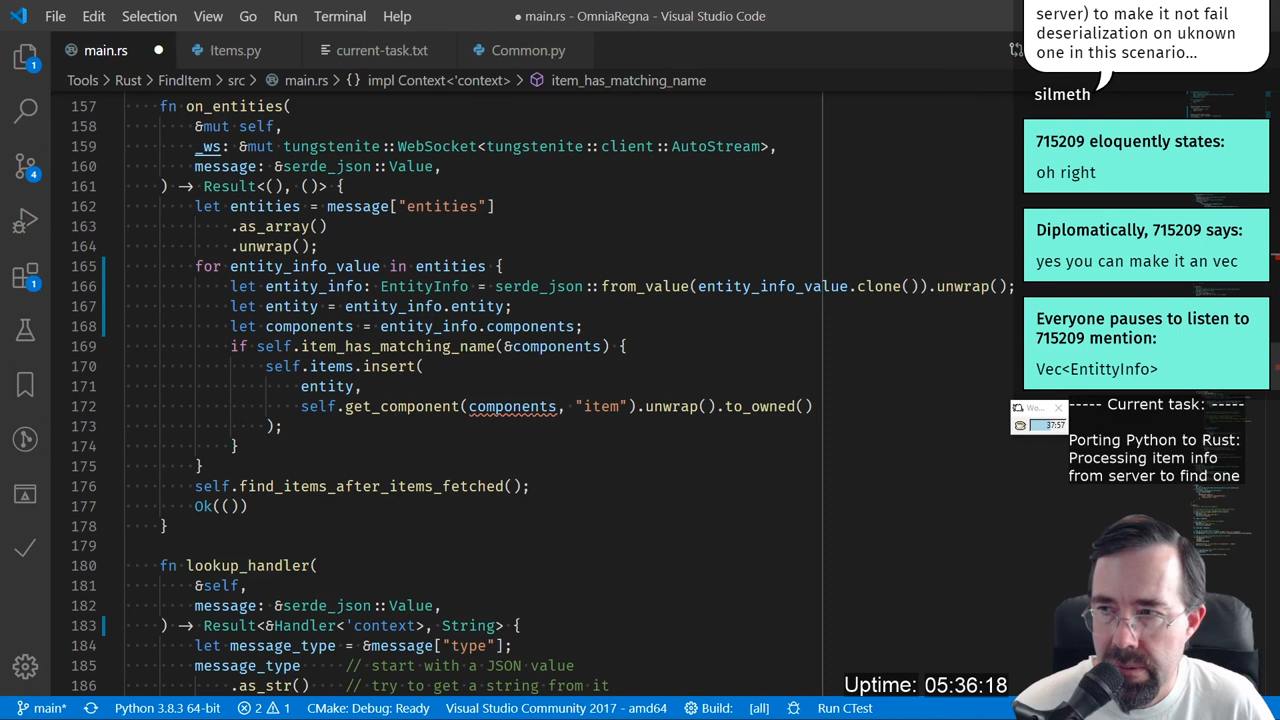 File Edit Selection View Go Run Terminal Help
● main.rs - OmniaRegna - Visual Studio Code
main.rs Items.py current-task.txt Common.py
Tools > Rust > FindItem > src > main.rs > {} impl Context<'context> > item_has_matching_name
157 fn on_entities(
158 &mut self,
159 _ws: &mut tungstenite::WebSocket<tungstenite::client::AutoStream>,
160 message: &serde_json::Value,
161 ) → Result<(), ()> {
162 let entities = message["entities"]
163 .as_array()
164 .unwrap();
165 for entity_info_value in entities {
166 let entity_info: EntityInfo = serde_json::from_value(entity_info_value.clone()).unwrap();
167 let entity = entity_info.entity;
168 let components = entity_info.components;
169 if self.item_has_matching_name(&components) {
170 self.items.insert(
171 entity,
172 self.get_component(components, "item").unwrap().to_owned()
173 );
174 }
175 }
176 self.find_items_after_items_fetched();
177 Ok(())
178 }
179
180 fn lookup_handler(
181 &self,
182 message: &serde_json::Value,
183 ) → Result<&Handler<'context>, String> {
184 let message_type = &message["type"];
185 message_type // start with a JSON value
186 .as_str() // try to get a string from it
server) to make it not fail
deserialization on uknown
one in this scenario...
silmeth
715209 eloquently states:
oh right
Diplomatically, 715209 says:
yes you can make it an vec
Everyone pauses to listen to
715209 mention:
Vec<EntittyInfo>
Wo...
37:57
----- Current task: -----
Porting Python to Rust:
Processing item info
from server to find one
Uptime: 05:36:18
1
4
1
main* Python 3.8.3 64-bit 2 1 CMake: Debug: Ready Visual Studio Community 2017 - amd64 Build: [all] Run CTest